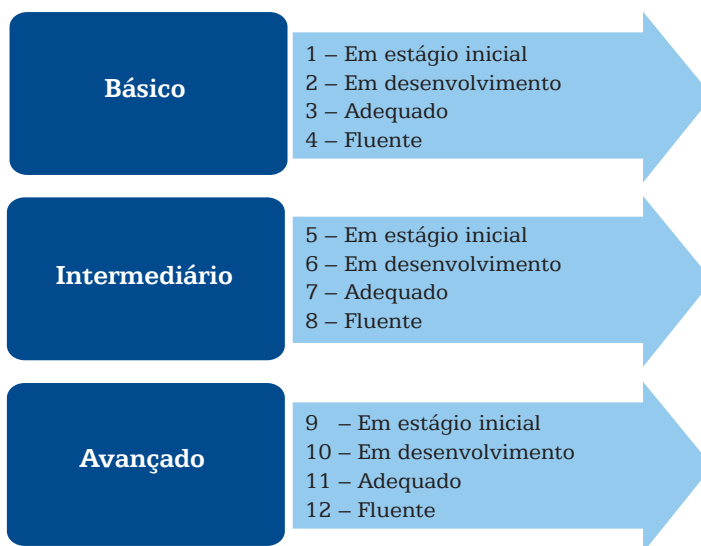 Básico
1 – Em estágio inicial
2 – Em desenvolvimento
3 – Adequado
4 – Fluente
Intermediário
5 – Em estágio inicial
6 – Em desenvolvimento
7 – Adequado
8 – Fluente
Avançado
9 – Em estágio inicial
10 – Em desenvolvimento
11 – Adequado
12 – Fluente